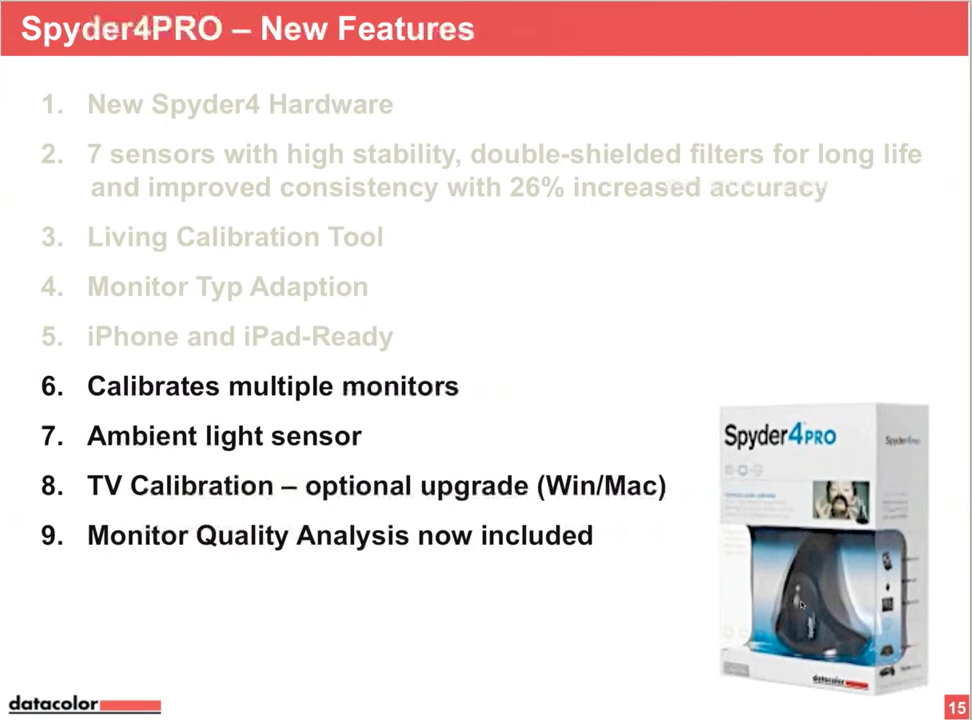 Spyder4PRO – New Features
1. New Spyder4 Hardware
2. 7 sensors with high stability, double-shielded filters for long life
and improved consistency with 26% increased accuracy
3. Living Calibration Tool
4. Monitor Typ Adaption
5. iPhone and iPad-Ready
6. Calibrates multiple monitors
7. Ambient light sensor
8. TV Calibration – optional upgrade (Win/Mac)
9. Monitor Quality Analysis now included
Spyder4PRO
Spyder4PRO
Spyder
datacolor
datacolor
15